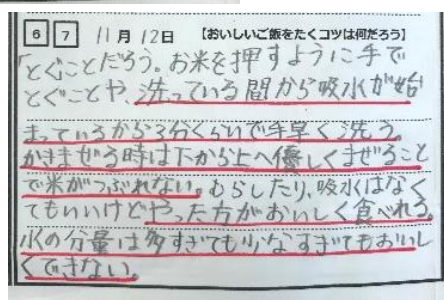 6 7 11月12日 【おいしいご飯をたくコツは何だろう】
「とぐことだろう。お米を押すように手で
とぐことや、洗っている間から吸水が始
まっているから3分くらいで手早く洗う。
かきまぜる時は下から上へ優しくまぜること
で米がつぶれない。むらしたり、吸水はなく
てもいいけどやった方がおいしく食べれる。
水の分量は多すぎても少なすぎてもおいし
くできない。